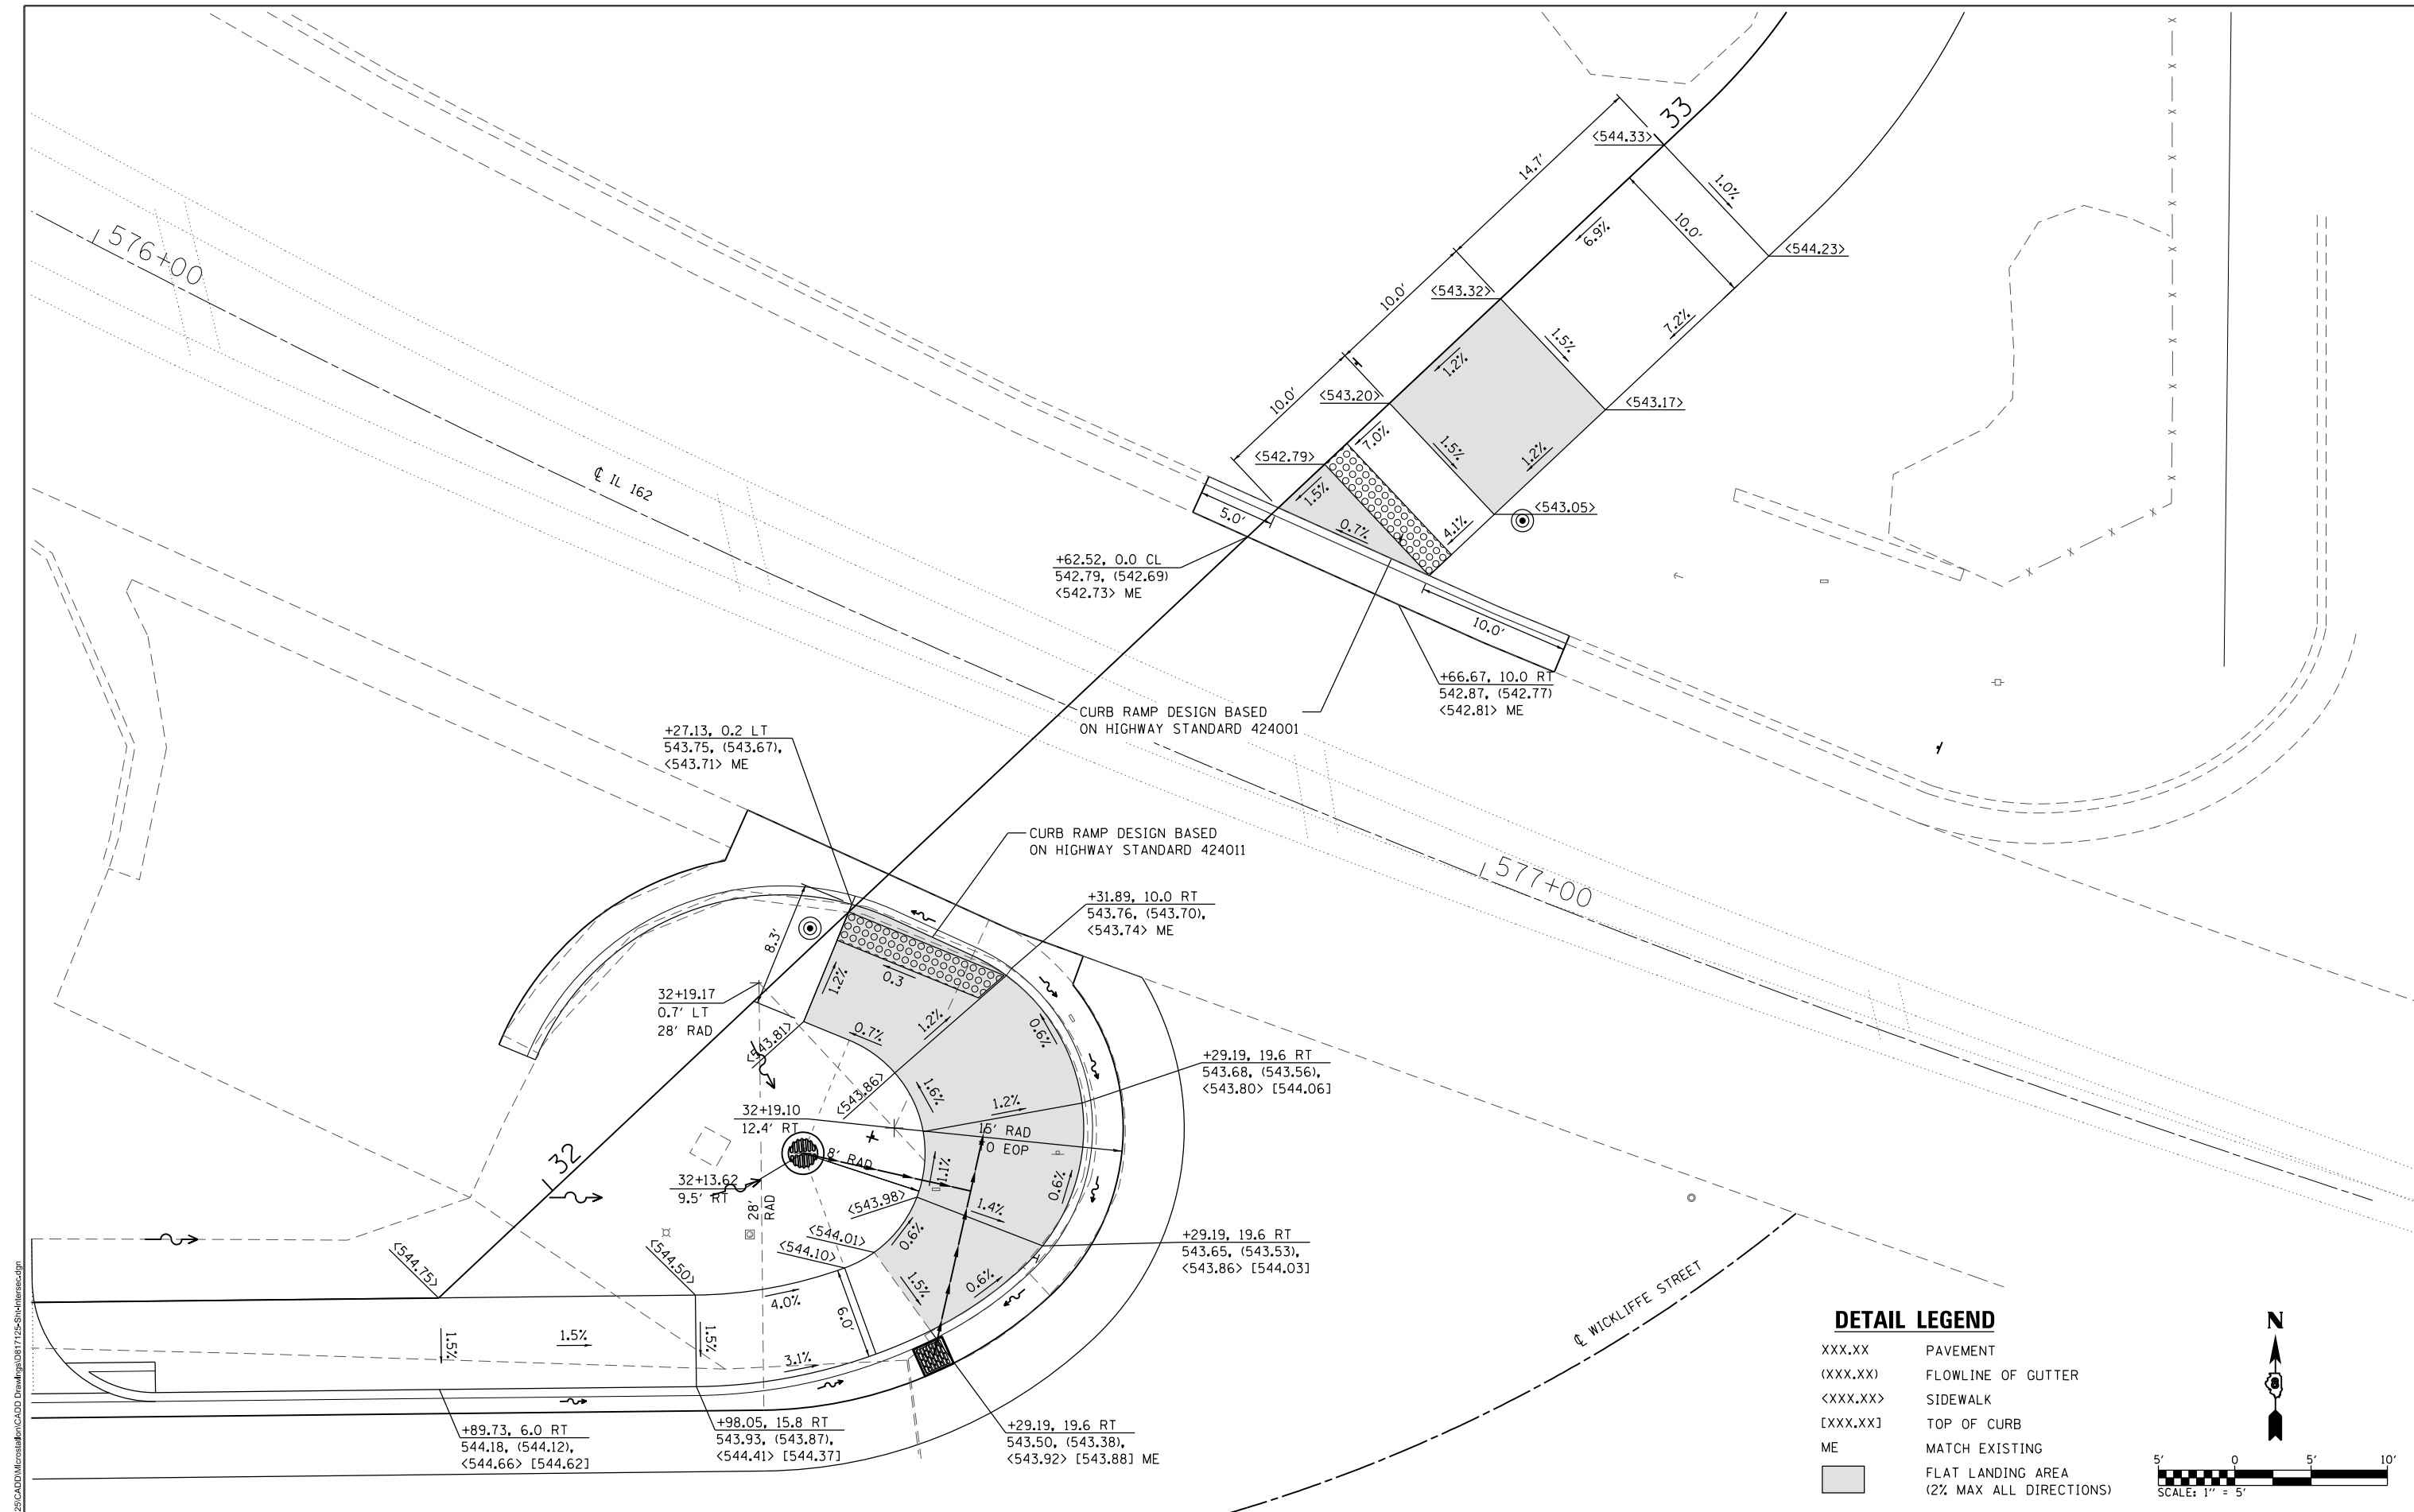 576+00
℄ IL 162
33
<544.33>
14.7'
1.0%
10.0'
6.9%
<544.23>
<543.32>
10.0'
7.2%
1.5%
1.2%
<543.20>
<543.17>
10.0'
7.0%
1.5%
1.2%
<542.79>
1.5%
<543.05>
0.7%
4.1%
5.0'
+62.52, 0.0 CL
542.79, (542.69)
<542.73> ME
10.0'
+66.67, 10.0 RT
542.87, (542.77)
<542.81> ME
CURB RAMP DESIGN BASED
ON HIGHWAY STANDARD 424001
+27.13, 0.2 LT
543.75, (543.67),
<543.71> ME
CURB RAMP DESIGN BASED
ON HIGHWAY STANDARD 424011
577+00
+31.89, 10.0 RT
543.76, (543.70),
<543.74> ME
8.3'
1.2%
0.3
32+19.17
0.7' LT
28' RAD
<543.81>
0.7%
1.2%
0.6%
<543.86>
1.6%
+29.19, 19.6 RT
543.68, (543.56),
<543.80> [544.06]
32+19.10
12.4' RT
1.2%
15' RAD
TO EOP
8' RAD
1.1%
32
32+13.62
9.5' RT
28'
RAD
<543.98>
0.6%
1.4%
<544.01>
<544.10>
0.6%
+29.19, 19.6 RT
543.65, (543.53),
<543.86> [544.03]
<544.75>
<544.50>
4.0%
6.0'
1.5%
0.6%
1.5%
1.5%
1.5%
3.1%
+89.73, 6.0 RT
544.18, (544.12),
<544.66> [544.62]
+98.05, 15.8 RT
543.93, (543.87),
<544.41> [544.37]
+29.19, 19.6 RT
543.50, (543.38),
<543.92> [543.88] ME
℄ WICKLIFFE STREET
DETAIL LEGEND
XXX.XX PAVEMENT
(XXX.XX) FLOWLINE OF GUTTER
<XXX.XX> SIDEWALK
[XXX.XX] TOP OF CURB
ME MATCH EXISTING
FLAT LANDING AREA
(2% MAX ALL DIRECTIONS)
N
8
5' 0 5' 10'
SCALE: 1" = 5'
25\CADD\Microstation\CADD Drawings\D817125-Sht-Intersec.dgn